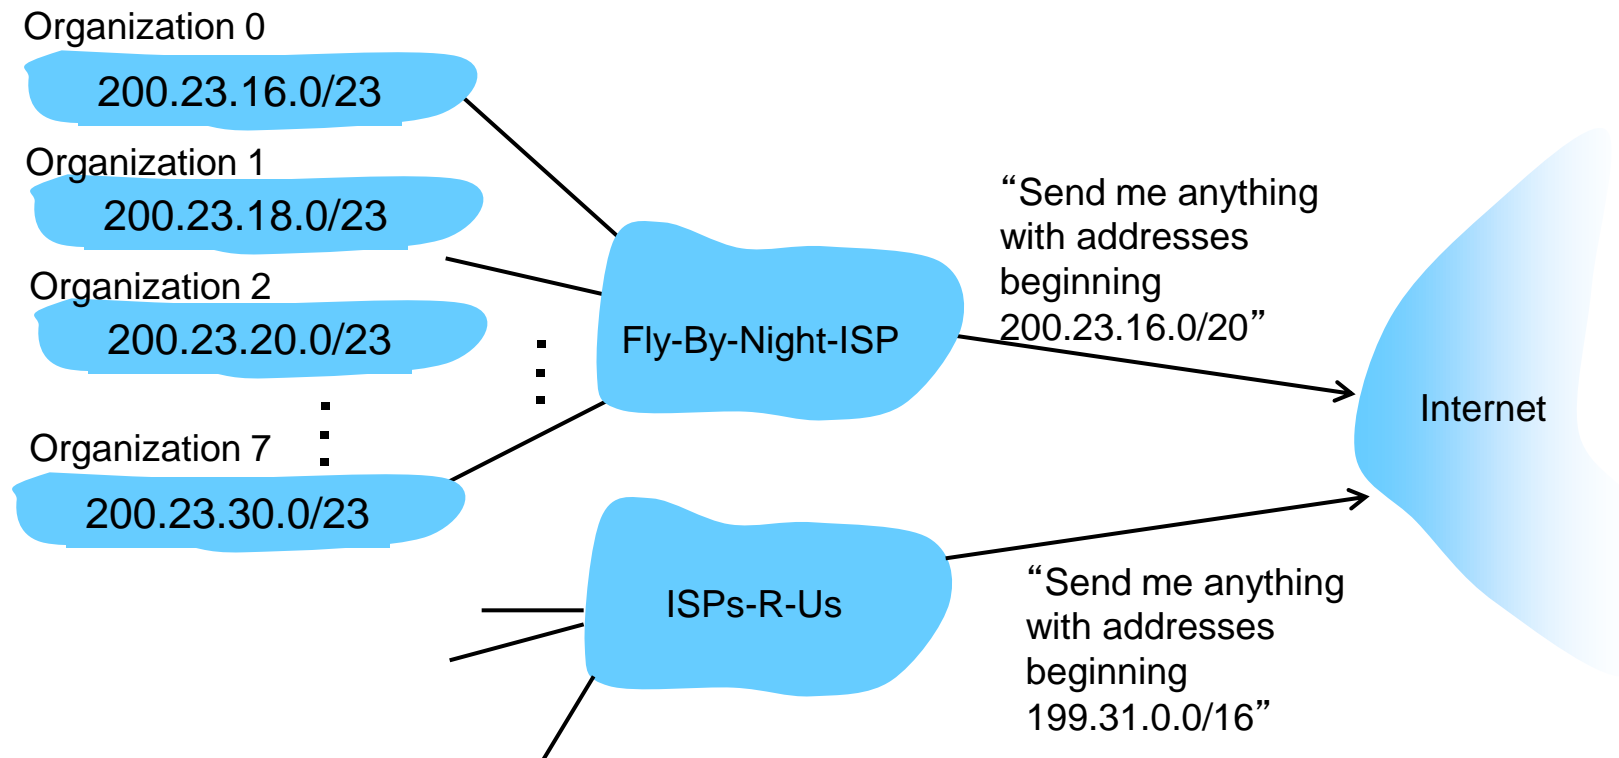 Organization 0
200.23.16.0/23
Organization 1
200.23.18.0/23
Organization 2
200.23.20.0/23
Organization 7
200.23.30.0/23
Fly-By-Night-ISP
“Send me anything
with addresses
beginning
200.23.16.0/20”
Internet
ISPs-R-Us
“Send me anything
with addresses
beginning
199.31.0.0/16”